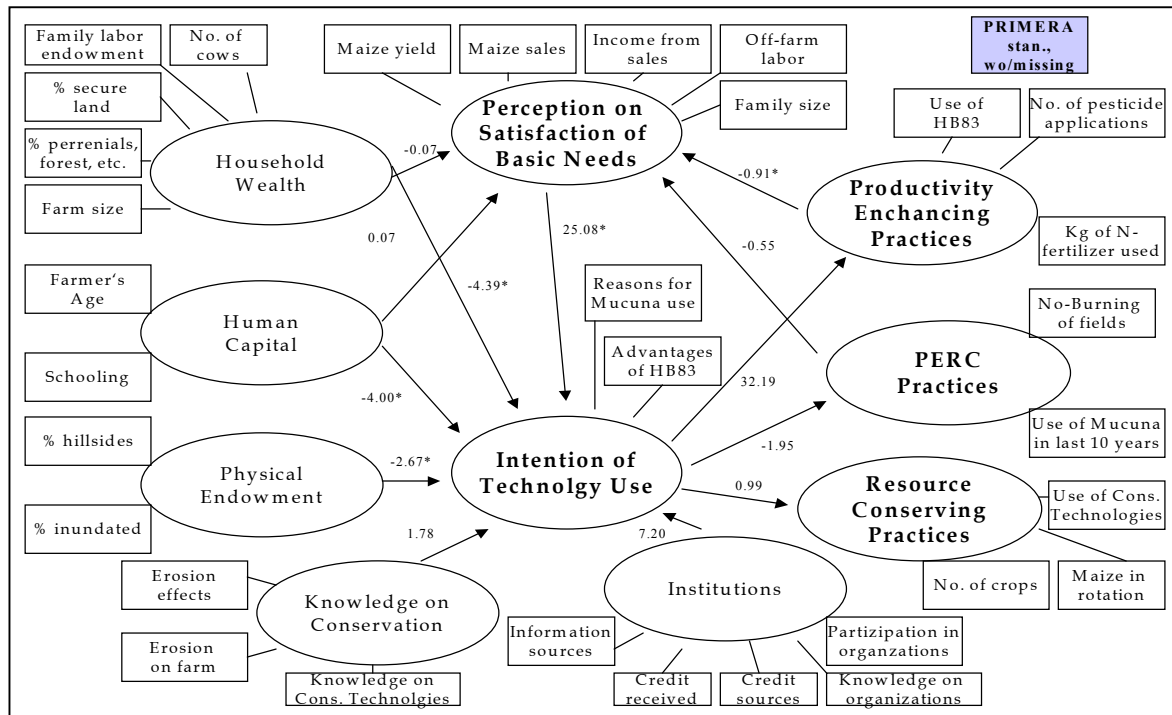 Family labor
endowment
No. of
cows
% secure
land
% perrenials,
forest, etc.
Farm size
Household
Wealth
Maize yield
Maize sales
Income from
sales
Off-farm
labor
Family size
Perception on
Satisfaction of
Basic Needs
PRIMERA
stan.,
wo/missing
Use of
HB83
No. of pesticide
applications
Productivity
Enchancing
Practices
Kg of N-
fertilizer used
-0.07
-0.91*
0.07
25.08*
-0.55
-4.39*
Farmer's
Age
Human
Capital
Schooling
Reasons for
Mucuna use
Advantages
of HB83
No-Burning
of fields
PERC
Practices
Use of Mucuna
in last 10 years
-4.00*
32.19
-1.95
% hillsides
Physical
Endowment
% inundated
-2.67*
Intention of
Technolgy Use
0.99
Resource
Conserving
Practices
Use of Cons.
Technologies
No. of crops
Maize in
rotation
1.78
7.20
Erosion
effects
Knowledge on
Conservation
Erosion
on farm
Knowledge on
Cons. Technolgies
Institutions
Information
sources
Credit
received
Credit
sources
Partizipation in
organzations
Knowledge on
organizations